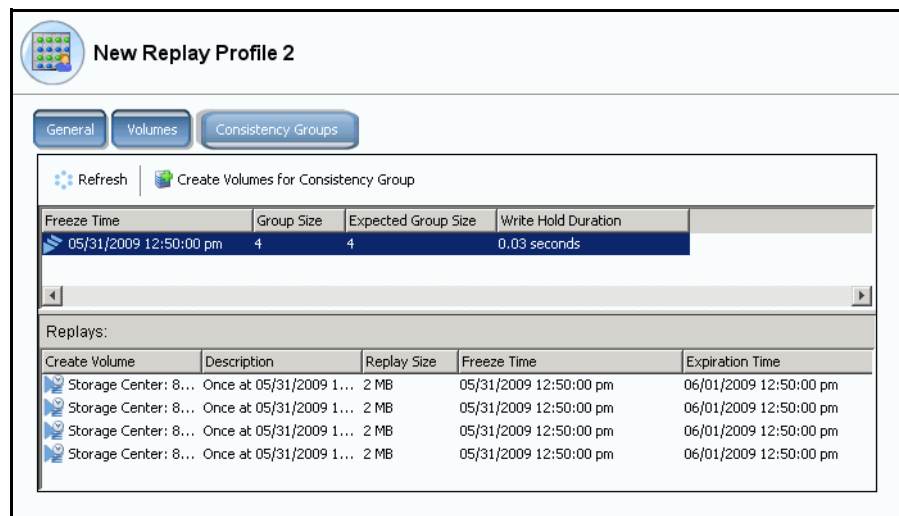 New Replay Profile 2
General Volumes Consistency Groups
Refresh Create Volumes for Consistency Group
Freeze Time Group Size Expected Group Size Write Hold Duration
05/31/2009 12:50:00 pm 4 4 0.03 seconds
Replays:
Create Volume Description Replay Size Freeze Time Expiration Time
Storage Center: 8... Once at 05/31/2009 1... 2 MB 05/31/2009 12:50:00 pm 06/01/2009 12:50:00 pm
Storage Center: 8... Once at 05/31/2009 1... 2 MB 05/31/2009 12:50:00 pm 06/01/2009 12:50:00 pm
Storage Center: 8... Once at 05/31/2009 1... 2 MB 05/31/2009 12:50:00 pm 06/01/2009 12:50:00 pm
Storage Center: 8... Once at 05/31/2009 1... 2 MB 05/31/2009 12:50:00 pm 06/01/2009 12:50:00 pm